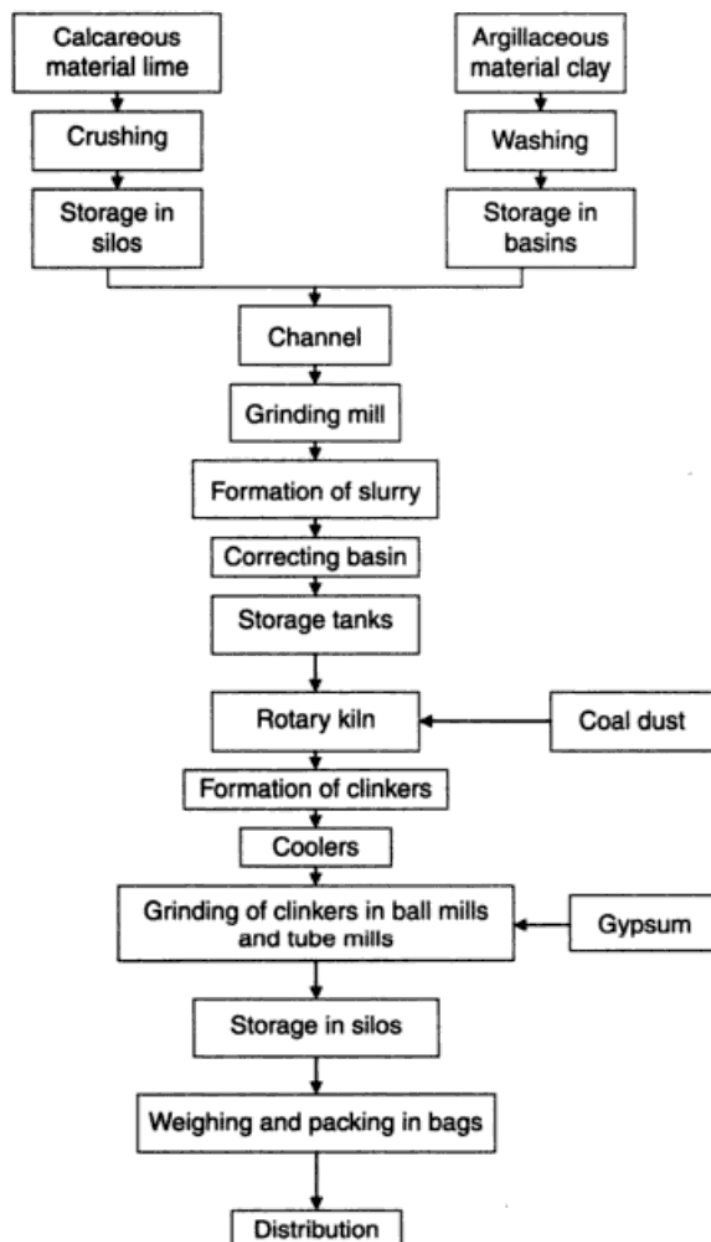 Calcareous
material lime
Argillaceous
material clay
Crushing
Washing
Storage in
silos
Storage in
basins
Channel
Grinding mill
Formation of slurry
Correcting basin
Storage tanks
Rotary kiln
Coal dust
Formation of clinkers
Coolers
Grinding of clinkers in ball mills
and tube mills
Gypsum
Storage in silos
Weighing and packing in bags
Distribution